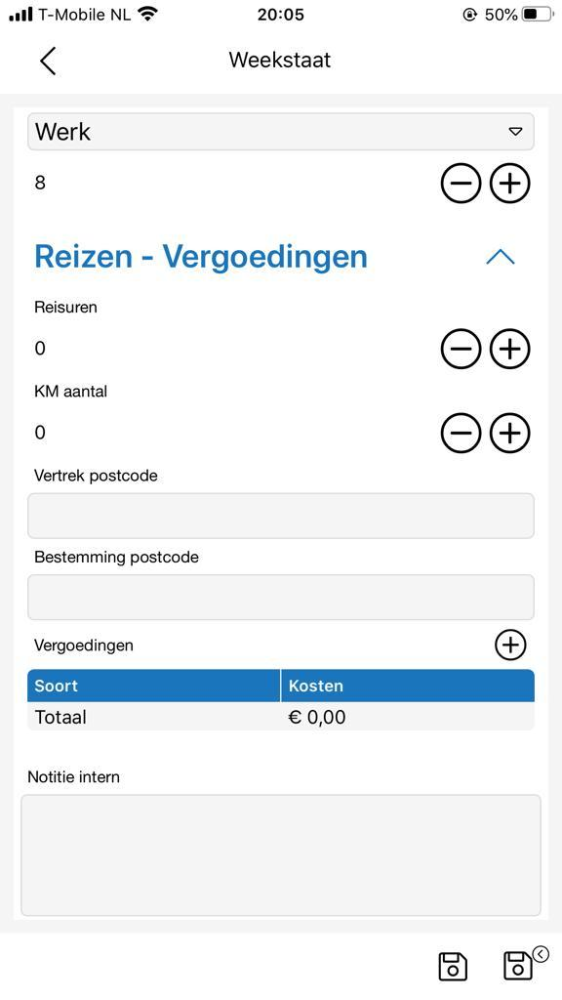 T-Mobile NL 20:05 50%
Weekstaat
Werk
8
Reizen - Vergoedingen
Reisuren
0
KM aantal
0
Vertrek postcode
Bestemming postcode
Vergoedingen
Soort Kosten
Totaal € 0,00
Notitie intern